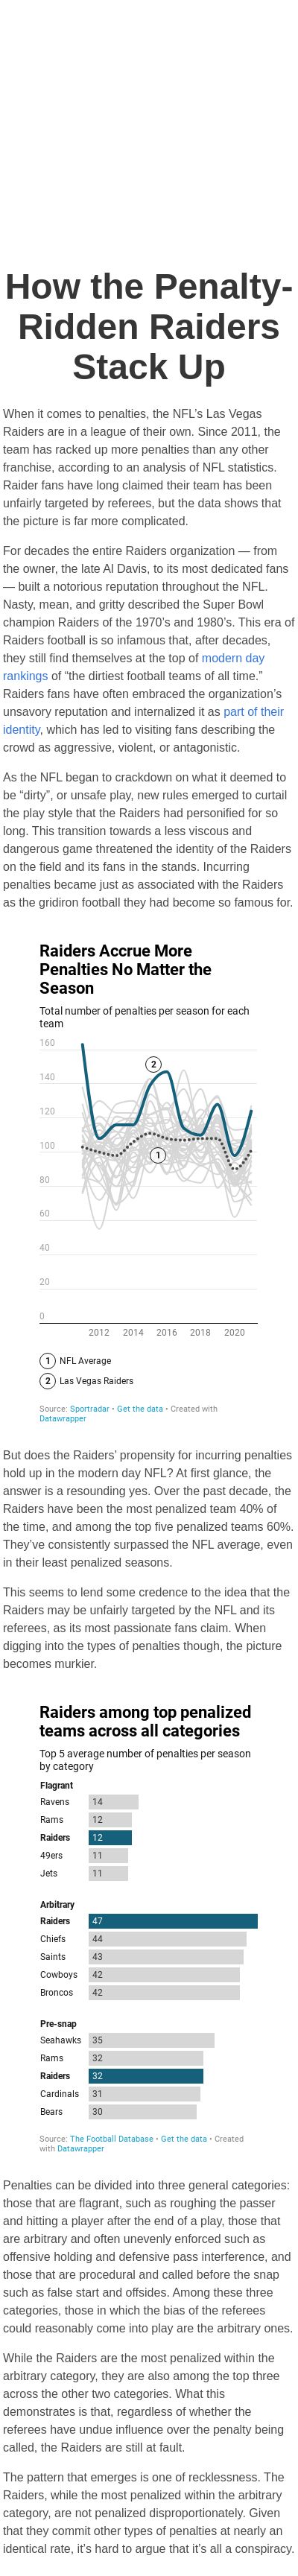 How the Penalty-
Ridden Raiders
Stack Up
When it comes to penalties, the NFL's Las Vegas
Raiders are in a league of their own. Since 2011, the
team has racked up more penalties than any other
franchise, according to an analysis of NFL statistics.
Raider fans have long claimed their team has been
unfairly targeted by referees, but the data shows that
the picture is far more complicated.
For decades the entire Raiders organization — from
the owner, the late Al Davis, to its most dedicated fans
— built a notorious reputation throughout the NFL.
Nasty, mean, and gritty described the Super Bowl
champion Raiders of the 1970's and 1980's. This era of
Raiders football is so infamous that, after decades,
they still find themselves at the top of modern day
rankings of “the dirtiest football teams of all time.”
Raiders fans have often embraced the organization's
unsavory reputation and internalized it as part of their
identity, which has led to visiting fans describing the
crowd as aggressive, violent, or antagonistic.
As the NFL began to crackdown on what it deemed to
be “dirty”, or unsafe play, new rules emerged to curtail
the play style that the Raiders had personified for so
long. This transition towards a less viscous and
dangerous game threatened the identity of the Raiders
on the field and its fans in the stands. Incurring
penalties became just as associated with the Raiders
as the gridiron football they had become so famous for.
Raiders Accrue More
Penalties No Matter the
Season
Total number of penalties per season for each
team
160
140
120
100
80
60
40
20
0
2
1
2012 2014 2016 2018 2020
1 NFL Average
2 Las Vegas Raiders
Source: Sportradar • Get the data • Created with
Datawrapper
But does the Raiders' propensity for incurring penalties
hold up in the modern day NFL? At first glance, the
answer is a resounding yes. Over the past decade, the
Raiders have been the most penalized team 40% of
the time, and among the top five penalized teams 60%.
They've consistently surpassed the NFL average, even
in their least penalized seasons.
This seems to lend some credence to the idea that the
Raiders may be unfairly targeted by the NFL and its
referees, as its most passionate fans claim. When
digging into the types of penalties though, the picture
becomes murkier.
Raiders among top penalized
teams across all categories
Top 5 average number of penalties per season
by category
Flagrant
Ravens 14
Rams 12
Raiders 12
49ers 11
Jets 11
Arbitrary
Raiders 47
Chiefs 44
Saints 43
Cowboys 42
Broncos 42
Pre-snap
Seahawks 35
Rams 32
Raiders 32
Cardinals 31
Bears 30
Source: The Football Database • Get the data • Created
with Datawrapper
Penalties can be divided into three general categories:
those that are flagrant, such as roughing the passer
and hitting a player after the end of a play, those that
are arbitrary and often unevenly enforced such as
offensive holding and defensive pass interference, and
those that are procedural and called before the snap
such as false start and offsides. Among these three
categories, those in which the bias of the referees
could reasonably come into play are the arbitrary ones.
While the Raiders are the most penalized within the
arbitrary category, they are also among the top three
across the other two categories. What this
demonstrates is that, regardless of whether the
referees have undue influence over the penalty being
called, the Raiders are still at fault.
The pattern that emerges is one of recklessness. The
Raiders, while the most penalized within the arbitrary
category, are not penalized disproportionately. Given
that they commit other types of penalties at nearly an
identical rate, it's hard to argue that it's all a conspiracy.